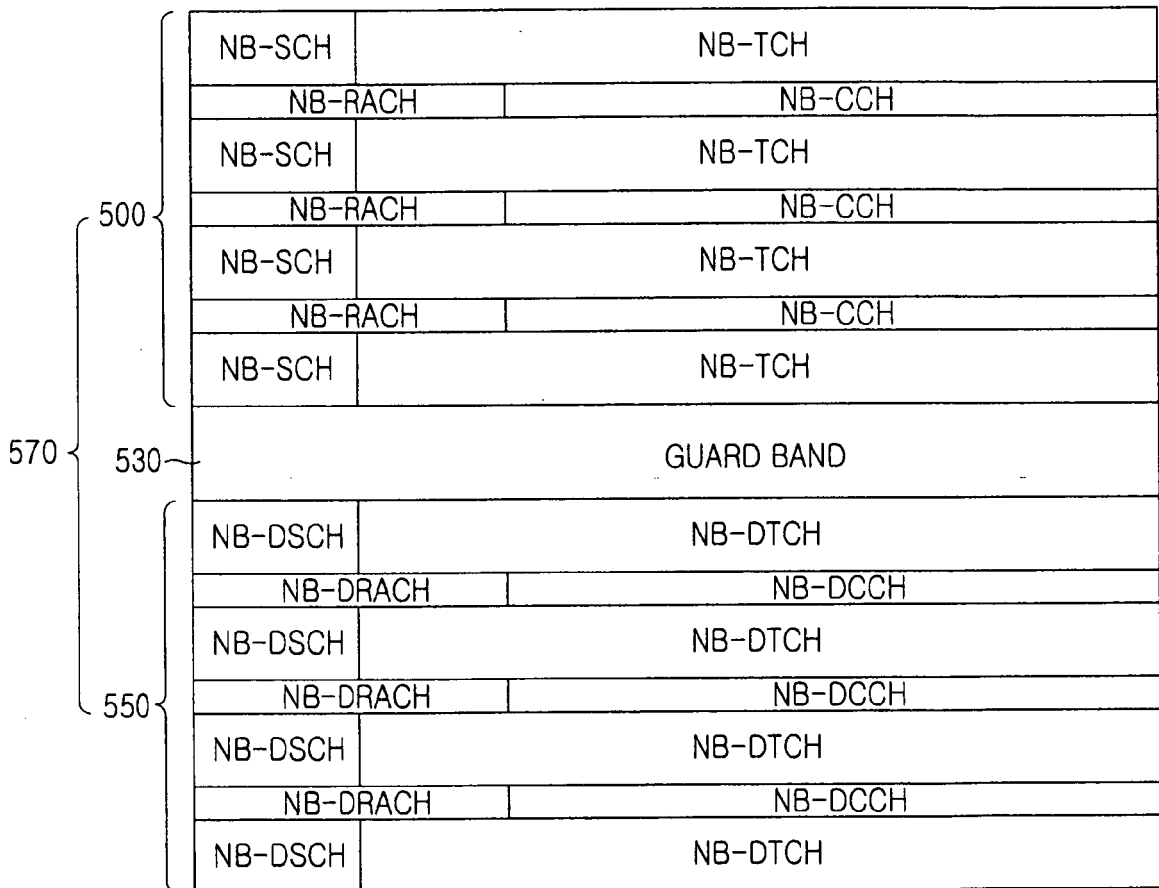 NB-SCH NB-TCH
NB-RACH NB-CCH
NB-SCH NB-TCH
500 NB-RACH NB-CCH
NB-SCH NB-TCH
NB-RACH NB-CCH
NB-SCH NB-TCH
570 530 GUARD BAND
NB-DSCH NB-DTCH
NB-DRACH NB-DCCH
NB-DSCH NB-DTCH
550 NB-DRACH NB-DCCH
NB-DSCH NB-DTCH
NB-DRACH NB-DCCH
NB-DSCH NB-DTCH